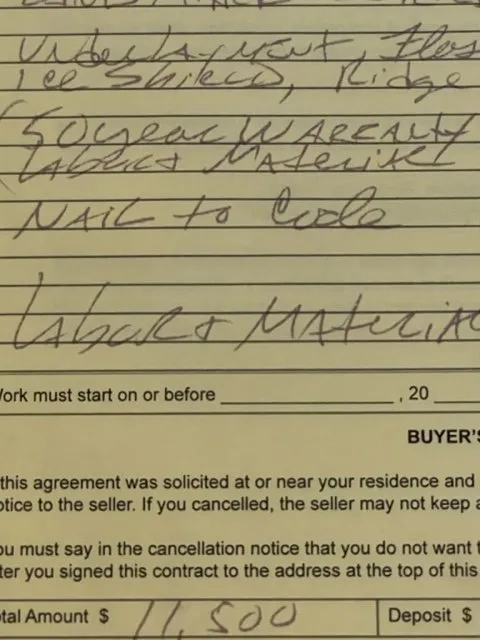 Underlayment, Flas
Ice Shield, Ridge
(50 year WARRANTY
Labor & Material
NAIL to Code
Labor & MAteriA
Work must start on or before , 20
BUYER'S
this agreement was solicited at or near your residence and
otice to the seller. If you cancelled, the seller may not keep a
ou must say in the cancellation notice that you do not want t
ter you signed this contract to the address at the top of this
otal Amount $ 11,500 Deposit $